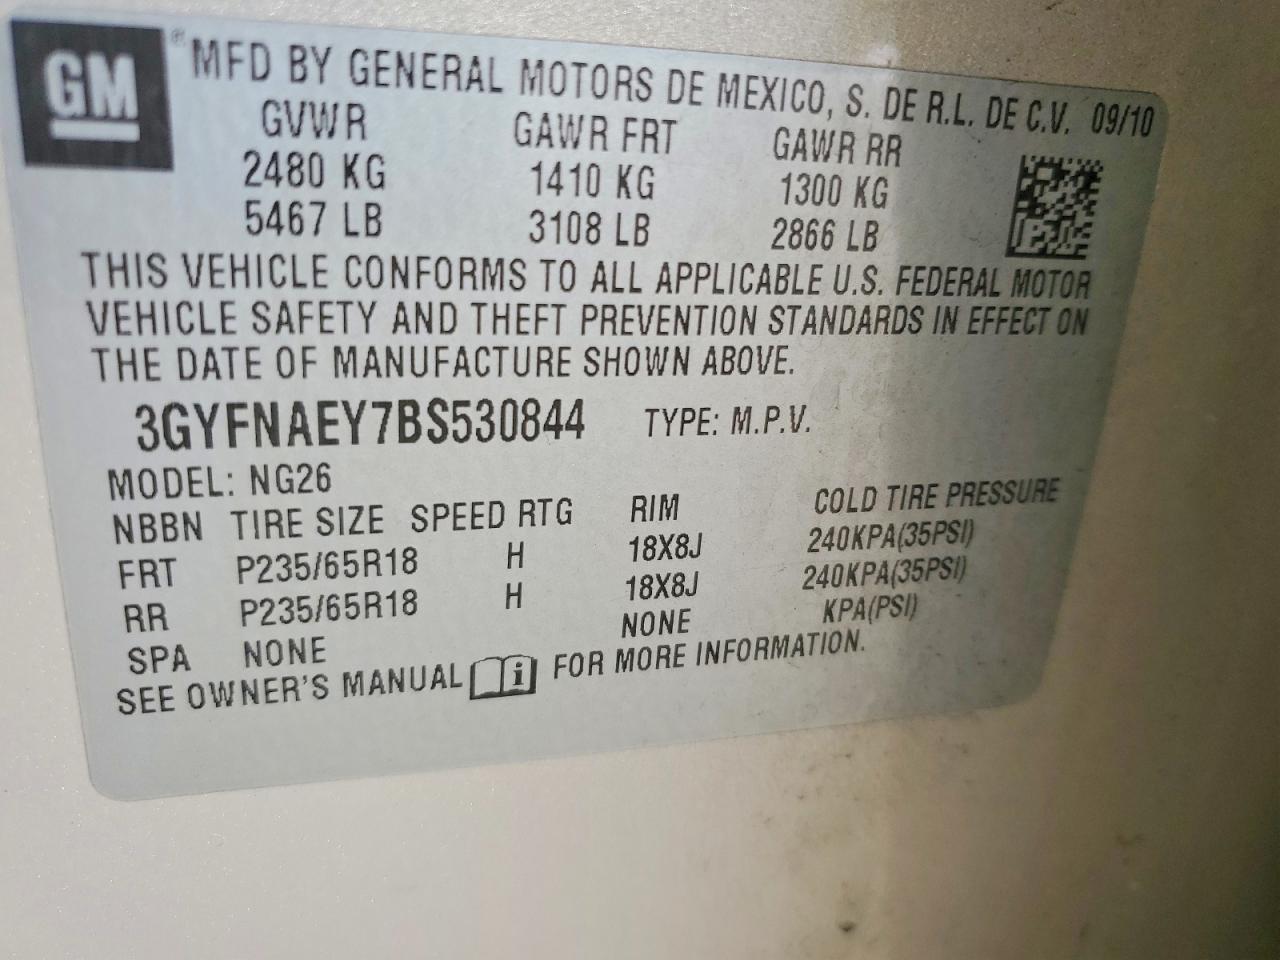 GM® MFD BY GENERAL MOTORS DE MEXICO, S. DE R.L. DE C.V. 09/10
GVWR GAWR FRT GAWR RR
2480 KG 1410 KG 1300 KG
5467 LB 3108 LB 2866 LB
THIS VEHICLE CONFORMS TO ALL APPLICABLE U.S. FEDERAL MOTOR
VEHICLE SAFETY AND THEFT PREVENTION STANDARDS IN EFFECT ON
THE DATE OF MANUFACTURE SHOWN ABOVE.
3GYFNAEY7BS530844 TYPE: M.P.V.
MODEL: NG26
NBBN TIRE SIZE SPEED RTG RIM COLD TIRE PRESSURE
FRT P235/65R18 H 18X8J 240KPA(35PSI)
RR P235/65R18 H 18X8J 240KPA(35PSI)
SPA NONE NONE KPA(PSI)
SEE OWNER'S MANUAL i FOR MORE INFORMATION.